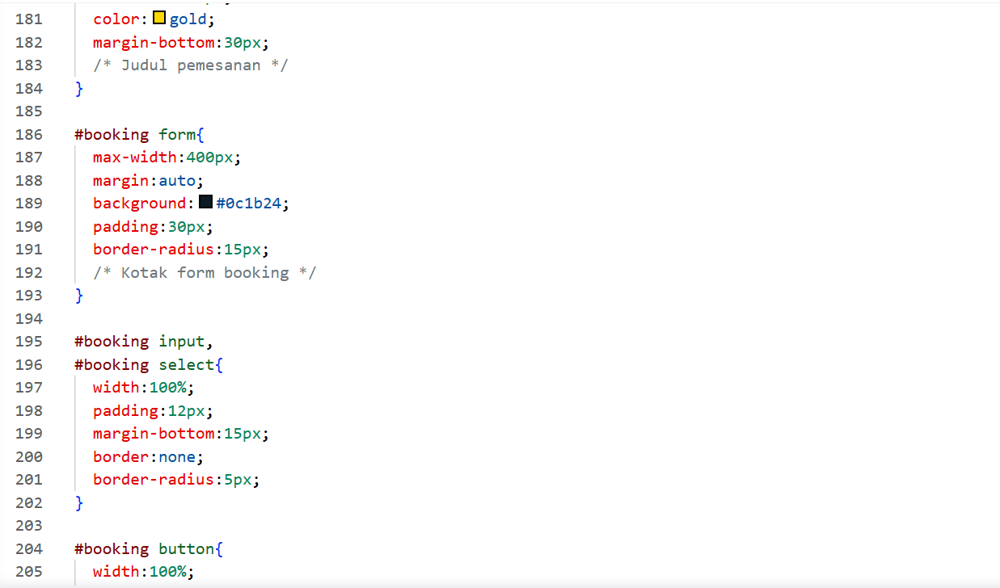 181 color: gold;
182 margin-bottom:30px;
183 /* Judul pemesanan */
184 }
185
186 #booking form{
187 max-width:400px;
188 margin:auto;
189 background: #0c1b24;
190 padding:30px;
191 border-radius:15px;
192 /* Kotak form booking */
193 }
194
195 #booking input,
196 #booking select{
197 width:100%;
198 padding:12px;
199 margin-bottom:15px;
200 border:none;
201 border-radius:5px;
202 }
203
204 #booking button{
205 width:100%;